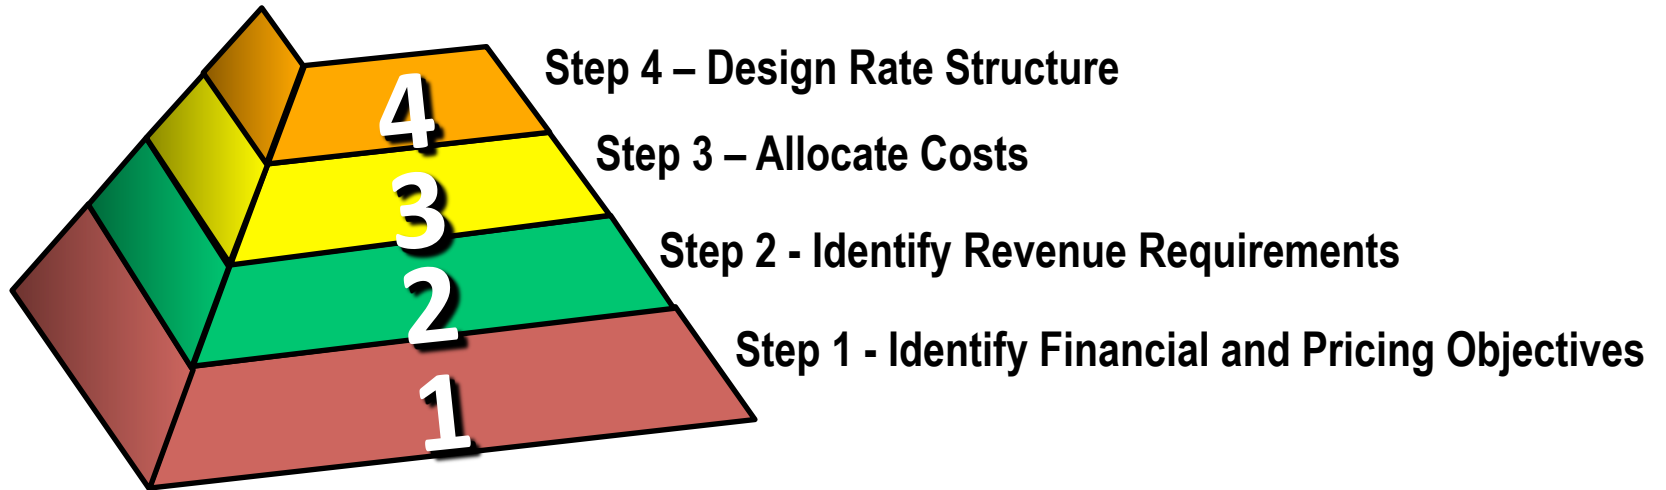 4
Step 4 – Design Rate Structure
3
Step 3 – Allocate Costs
2
Step 2 - Identify Revenue Requirements
1
Step 1 - Identify Financial and Pricing Objectives